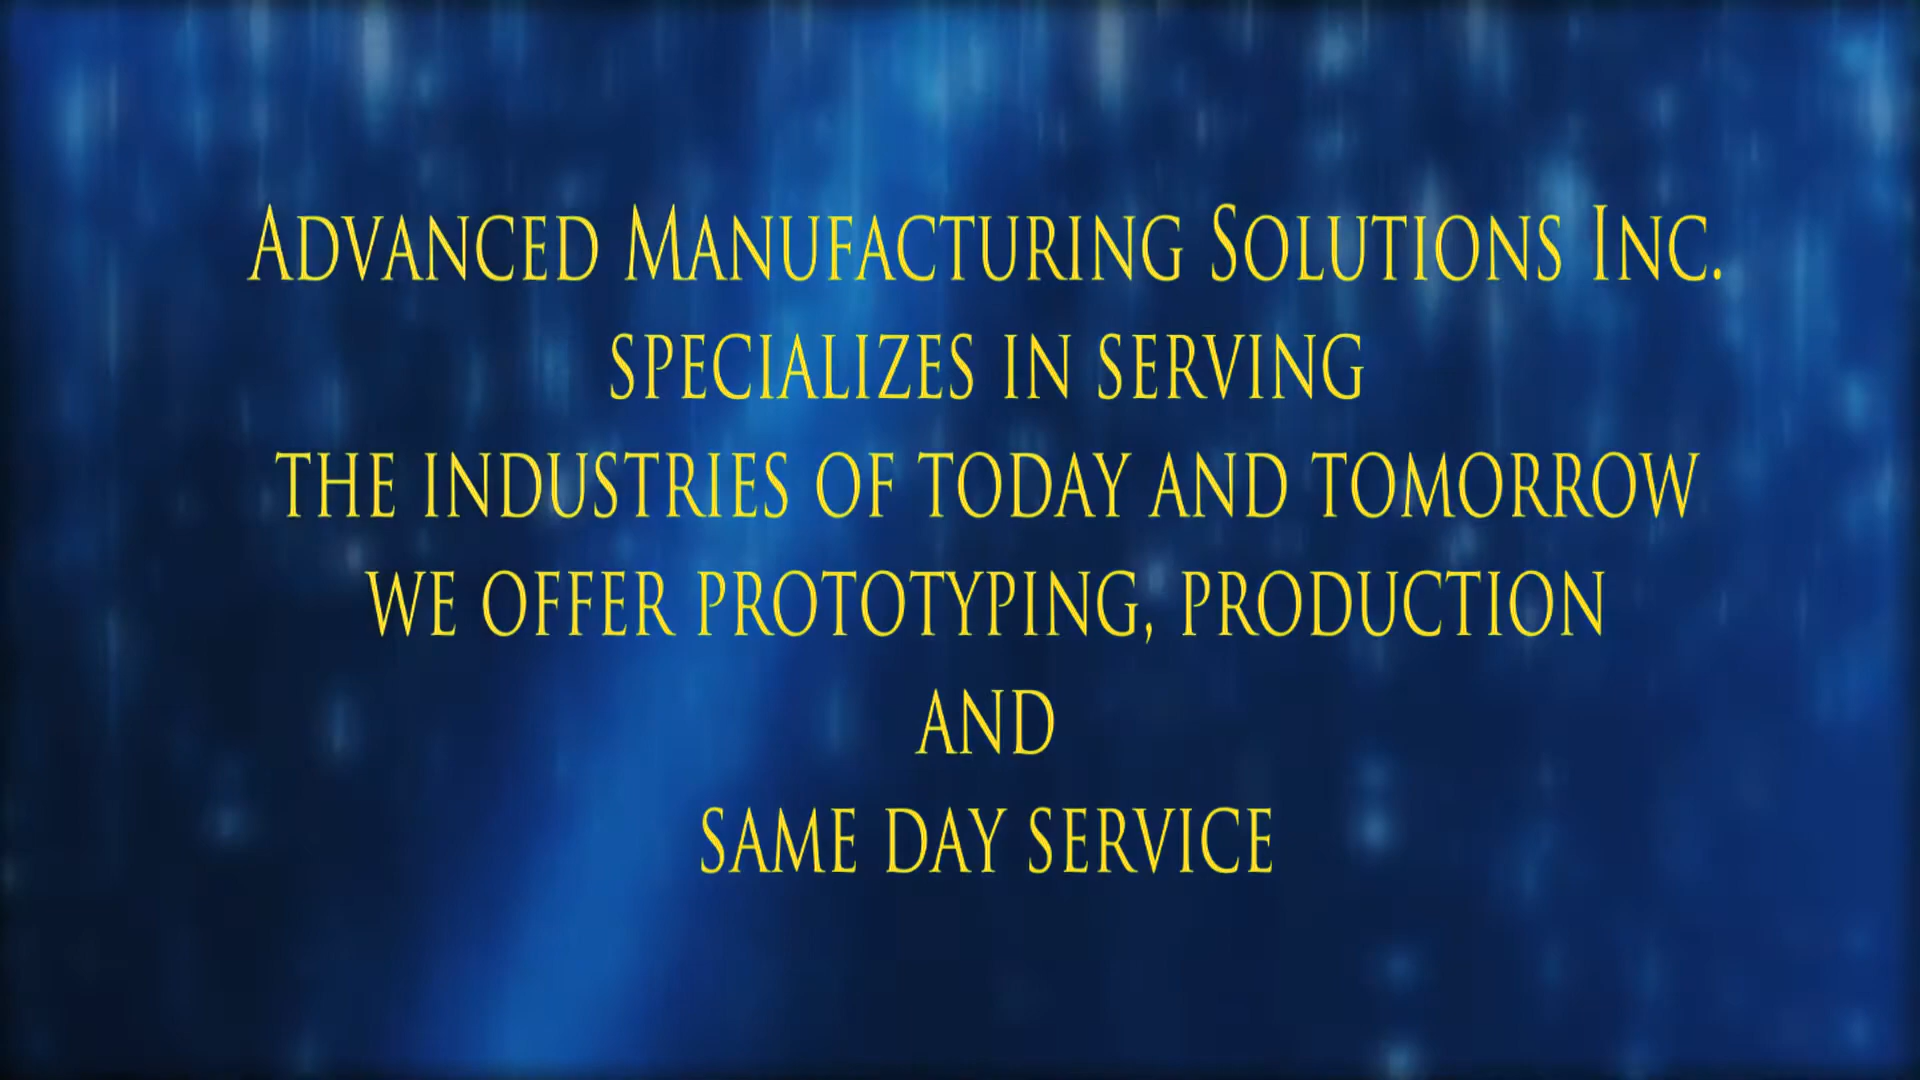 Advanced Manufacturing Solutions Inc.
specializes in serving
the industries of today and tomorrow
we offer prototyping, production
and
same day service